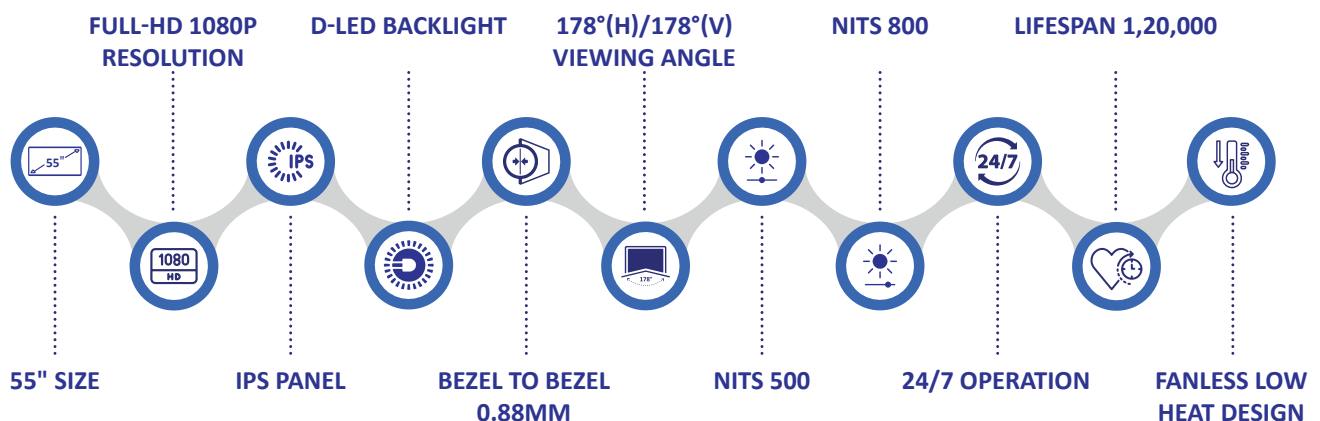 FULL-HD 1080P
RESOLUTION
D-LED BACKLIGHT
178°(H)/178°(V)
VIEWING ANGLE
NITS 800
LIFESPAN 1,20,000
55"
IPS
24/7
1080
HD
178°
55" SIZE
IPS PANEL
BEZEL TO BEZEL
0.88MM
NITS 500
24/7 OPERATION
FANLESS LOW
HEAT DESIGN